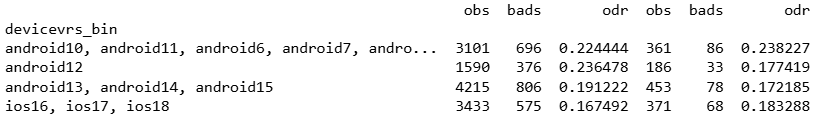 obs bads odr obs bads odr
devicevrs_bin
android10, android11, android6, android7, andro... 3101 696 0.224444 361 86 0.238227
android12 1590 376 0.236478 186 33 0.177419
android13, android14, android15 4215 806 0.191222 453 78 0.172185
ios16, ios17, ios18 3433 575 0.167492 371 68 0.183288